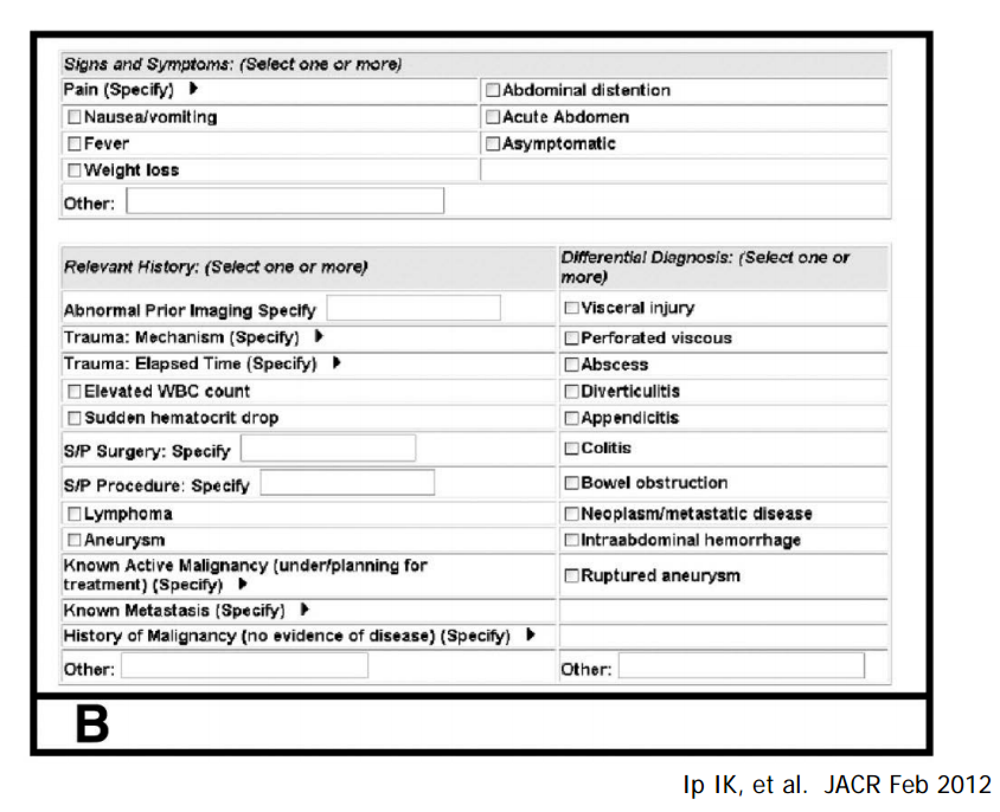 Signs and Symptoms: (Select one or more)
Pain (Specify)
Abdominal distention
Nausea/vomiting
Acute Abdomen
Fever
Asymptomatic
Weight loss
Other:
Relevant History: (Select one or more)
Differential Diagnosis: (Select one or
more)
Abnormal Prior Imaging Specify
Visceral injury
Trauma: Mechanism (Specify)
Perforated viscous
Trauma: Elapsed Time (Specify)
Abscess
Elevated WBC count
Diverticulitis
Sudden hematocrit drop
Appendicitis
S/P Surgery: Specify
Colitis
S/P Procedure: Specify
Bowel obstruction
Lymphoma
Neoplasm/metastatic disease
Aneurysm
Intraabdominal hemorrhage
Known Active Malignancy (under/planning for
treatment) (Specify)
Ruptured aneurysm
Known Metastasis (Specify)
History of Malignancy (no evidence of disease) (Specify)
Other:
Other:
B
Ip IK, et al. JACR Feb 2012